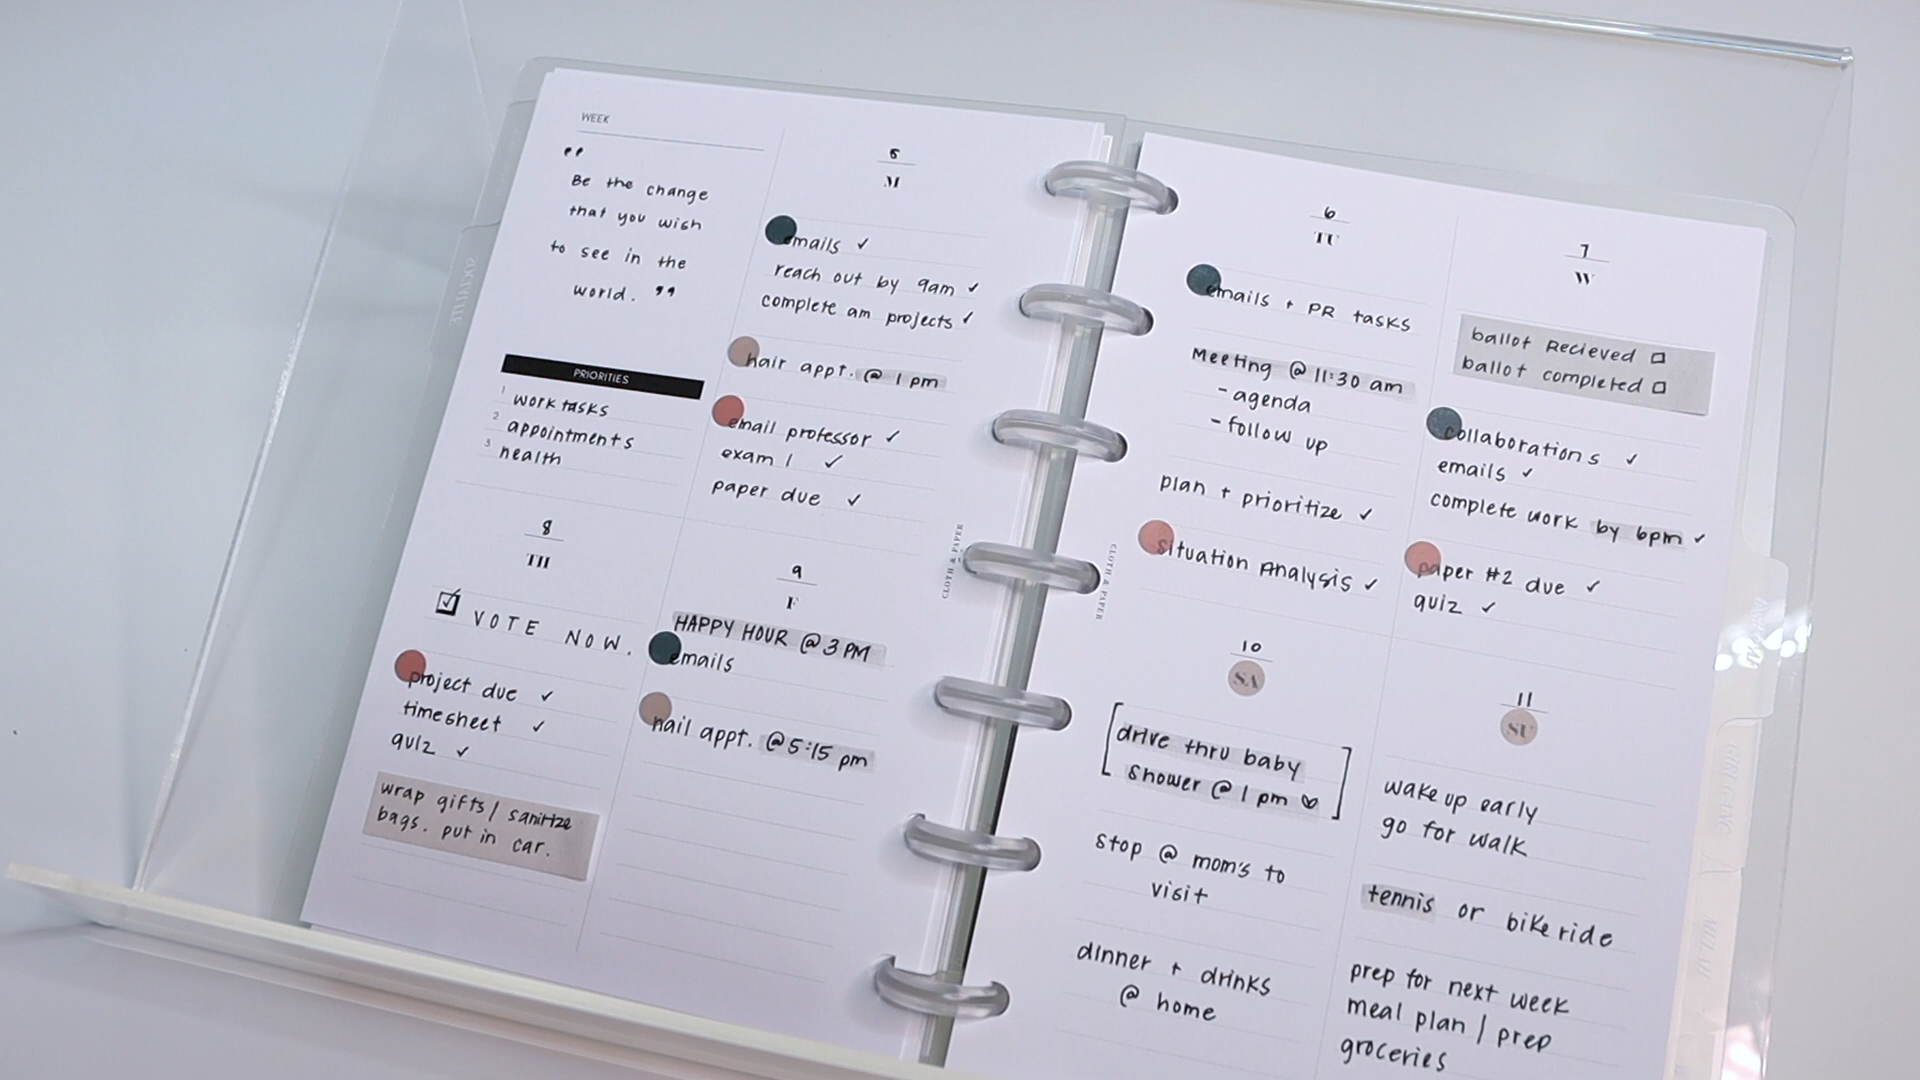 WEEK
" Be the change
that you wish
to see in the
world. "
PRIORITIES
1 work tasks
2 appointments
3 health
5
M
emails ✓
reach out by 9am ✓
complete am projects ✓
hair appt. @ 1 pm
email professor ✓
exam 1 ✓
paper due ✓
8
TH
☑ VOTE NOW.
project due ✓
timesheet ✓
quiz ✓
wrap gifts / sanitize
bags. put in car.
9
F
HAPPY HOUR @ 3 PM
emails
nail appt. @ 5:15 pm
CLOTH & PAPER
CLOTH & PAPER
6
TU
emails + PR tasks
Meeting @ 11:30 am
- agenda
- follow up
plan + prioritize ✓
situation Analysis ✓
7
W
ballot Recieved ☐
ballot completed ☐
collaborations ✓
emails ✓
complete work by 6pm ✓
paper #2 due ✓
quiz ✓
10
SA
[drive thru baby
shower @ 1 pm ♡]
stop @ mom's to
visit
dinner + drinks
@ home
11
SU
wake up early
go for walk
tennis or bike ride
prep for next week
meal plan / prep
groceries
SOCIALITE